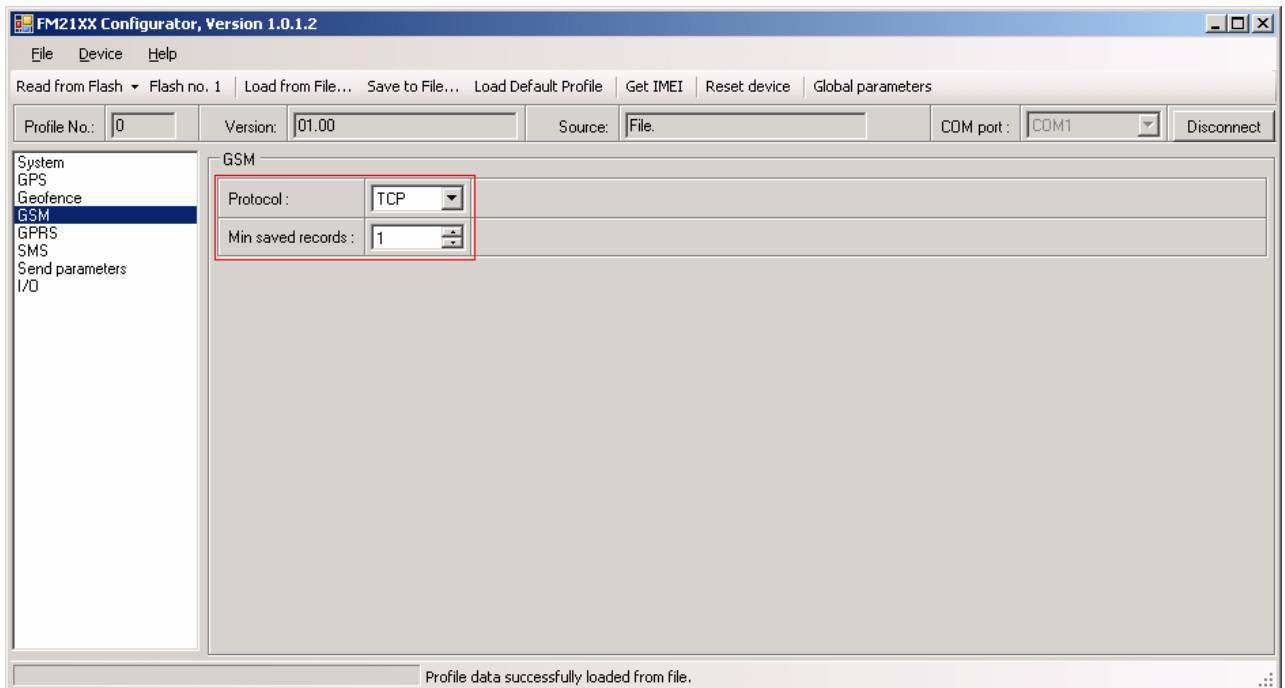 FM21XX Configurator, Version 1.0.1.2
File Device Help
Read from Flash Flash no. 1 Load from File... Save to File... Load Default Profile Get IMEI Reset device Global parameters
Profile No.: 0 Version: 01.00 Source: File. COM port : COM1 Disconnect
System
GPS
Geofence
GSM
GPRS
SMS
Send parameters
I/O
GSM
Protocol : TCP
Min saved records : 1
Profile data successfully loaded from file.